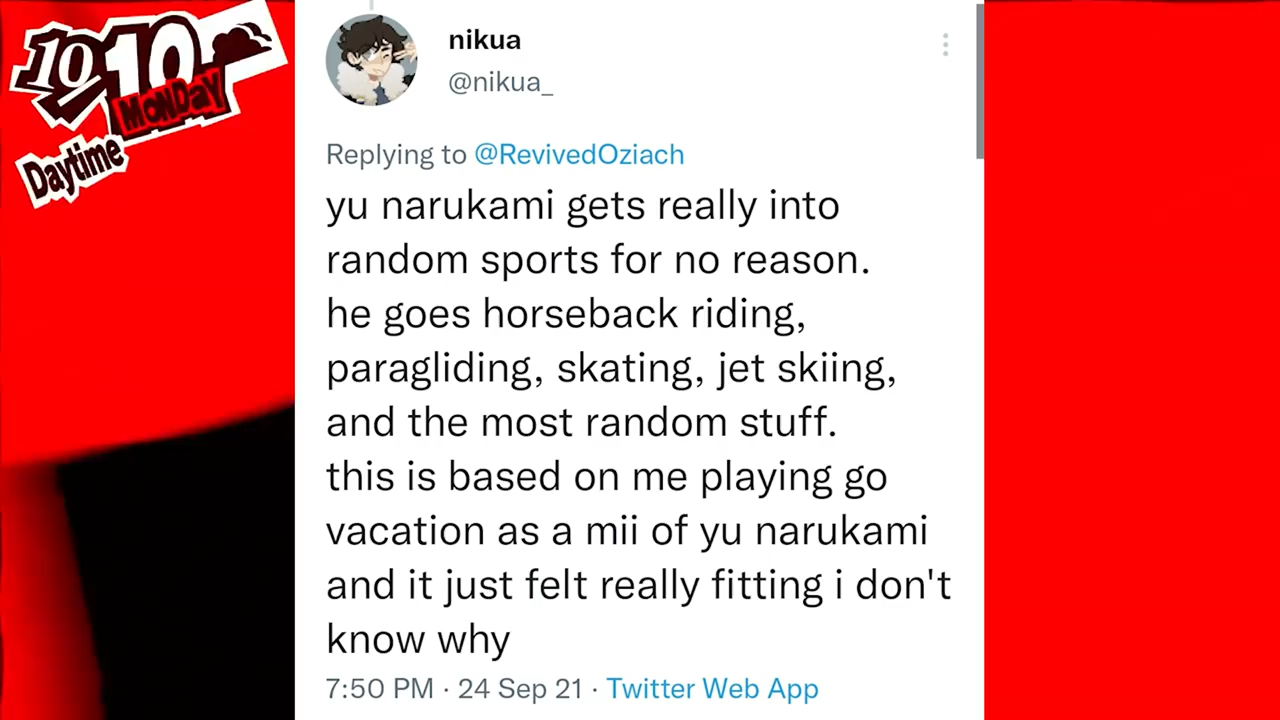 10 10
MONDAY
Daytime
nikua
@nikua_
Replying to @RevivedOziach
yu narukami gets really into
random sports for no reason.
he goes horseback riding,
paragliding, skating, jet skiing,
and the most random stuff.
this is based on me playing go
vacation as a mii of yu narukami
and it just felt really fitting i don't
know why
7:50 PM · 24 Sep 21 · Twitter Web App